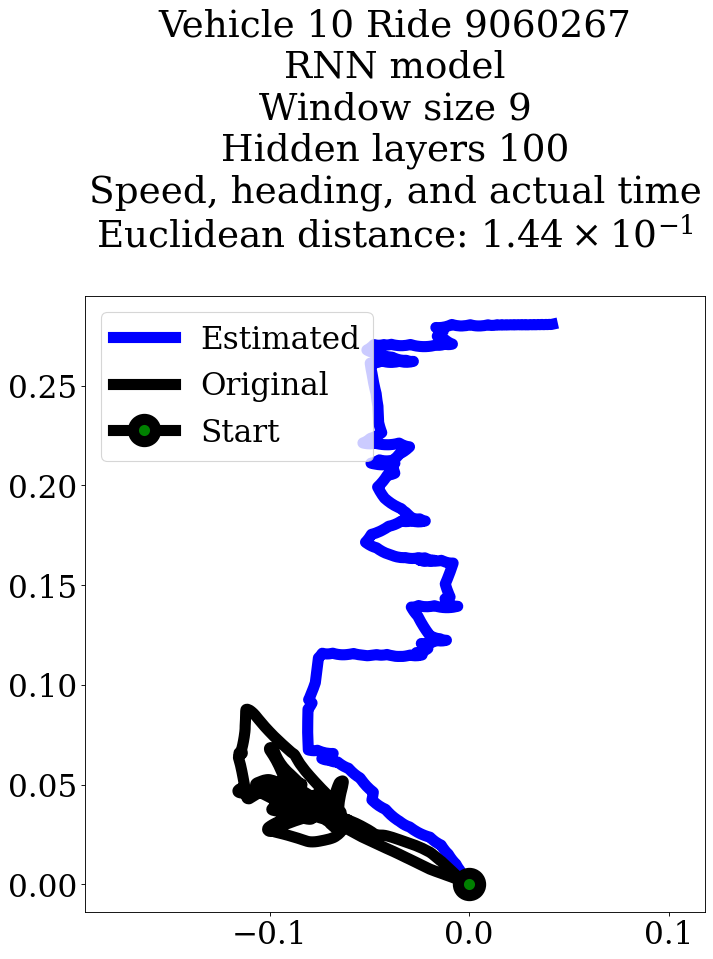 Vehicle 10 Ride 9060267
RNN model
Window size 9
Hidden layers 100
Speed, heading, and actual time
Euclidean distance: 1.44 × 10⁻¹
Estimated
Original
Start
0.25
0.20
0.15
0.10
0.05
0.00
−0.1
0.0
0.1